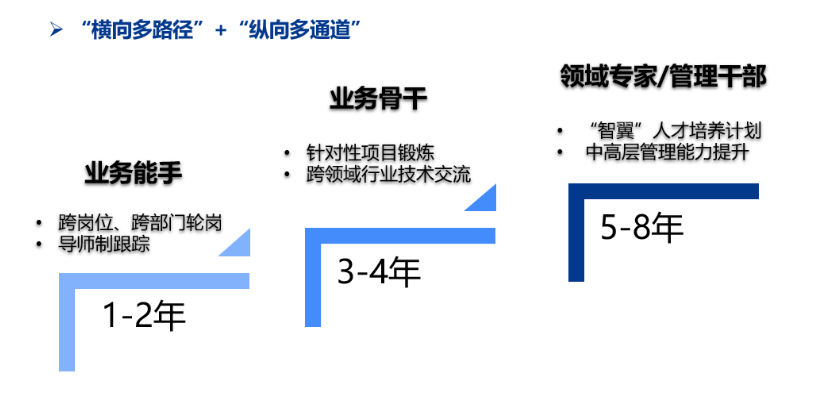 ➢ “横向多路径”+“纵向多通道”
业务能手
• 跨岗位、跨部门轮岗
• 导师制跟踪
1-2年
业务骨干
• 针对性项目锻炼
• 跨领域行业技术交流
3-4年
领域专家/管理干部
• “智翼”人才培养计划
• 中高层管理能力提升
5-8年